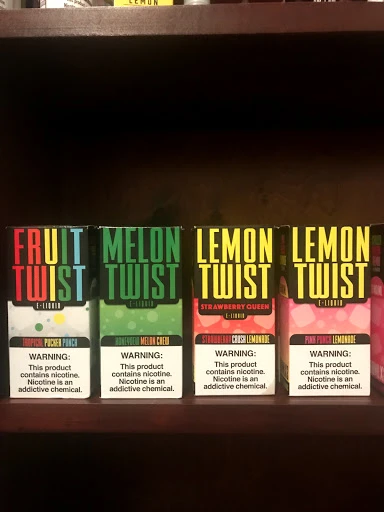 LEMON
FRUIT
TWIST
E-LIQUID
TROPICAL PUCKER PUNCH
WARNING:
This product
contains nicotine.
Nicotine is an
addictive chemical.
MELON
TWIST
E-LIQUID
HONEYDEW MELON CHEW
WARNING:
This product
contains nicotine.
Nicotine is an
addictive chemical.
LEMON
TWIST
STRAWBERRY QUEEN
E-LIQUID
STRAWBERRY CRUSH LEMONADE
WARNING:
This product
contains nicotine.
Nicotine is an
addictive chemical.
LEMON
TWIST
E-LIQUID
PINK PUNCH LEMONADE
WARNING:
This product
contains nicotine.
Nicotine is an
addictive chemical.